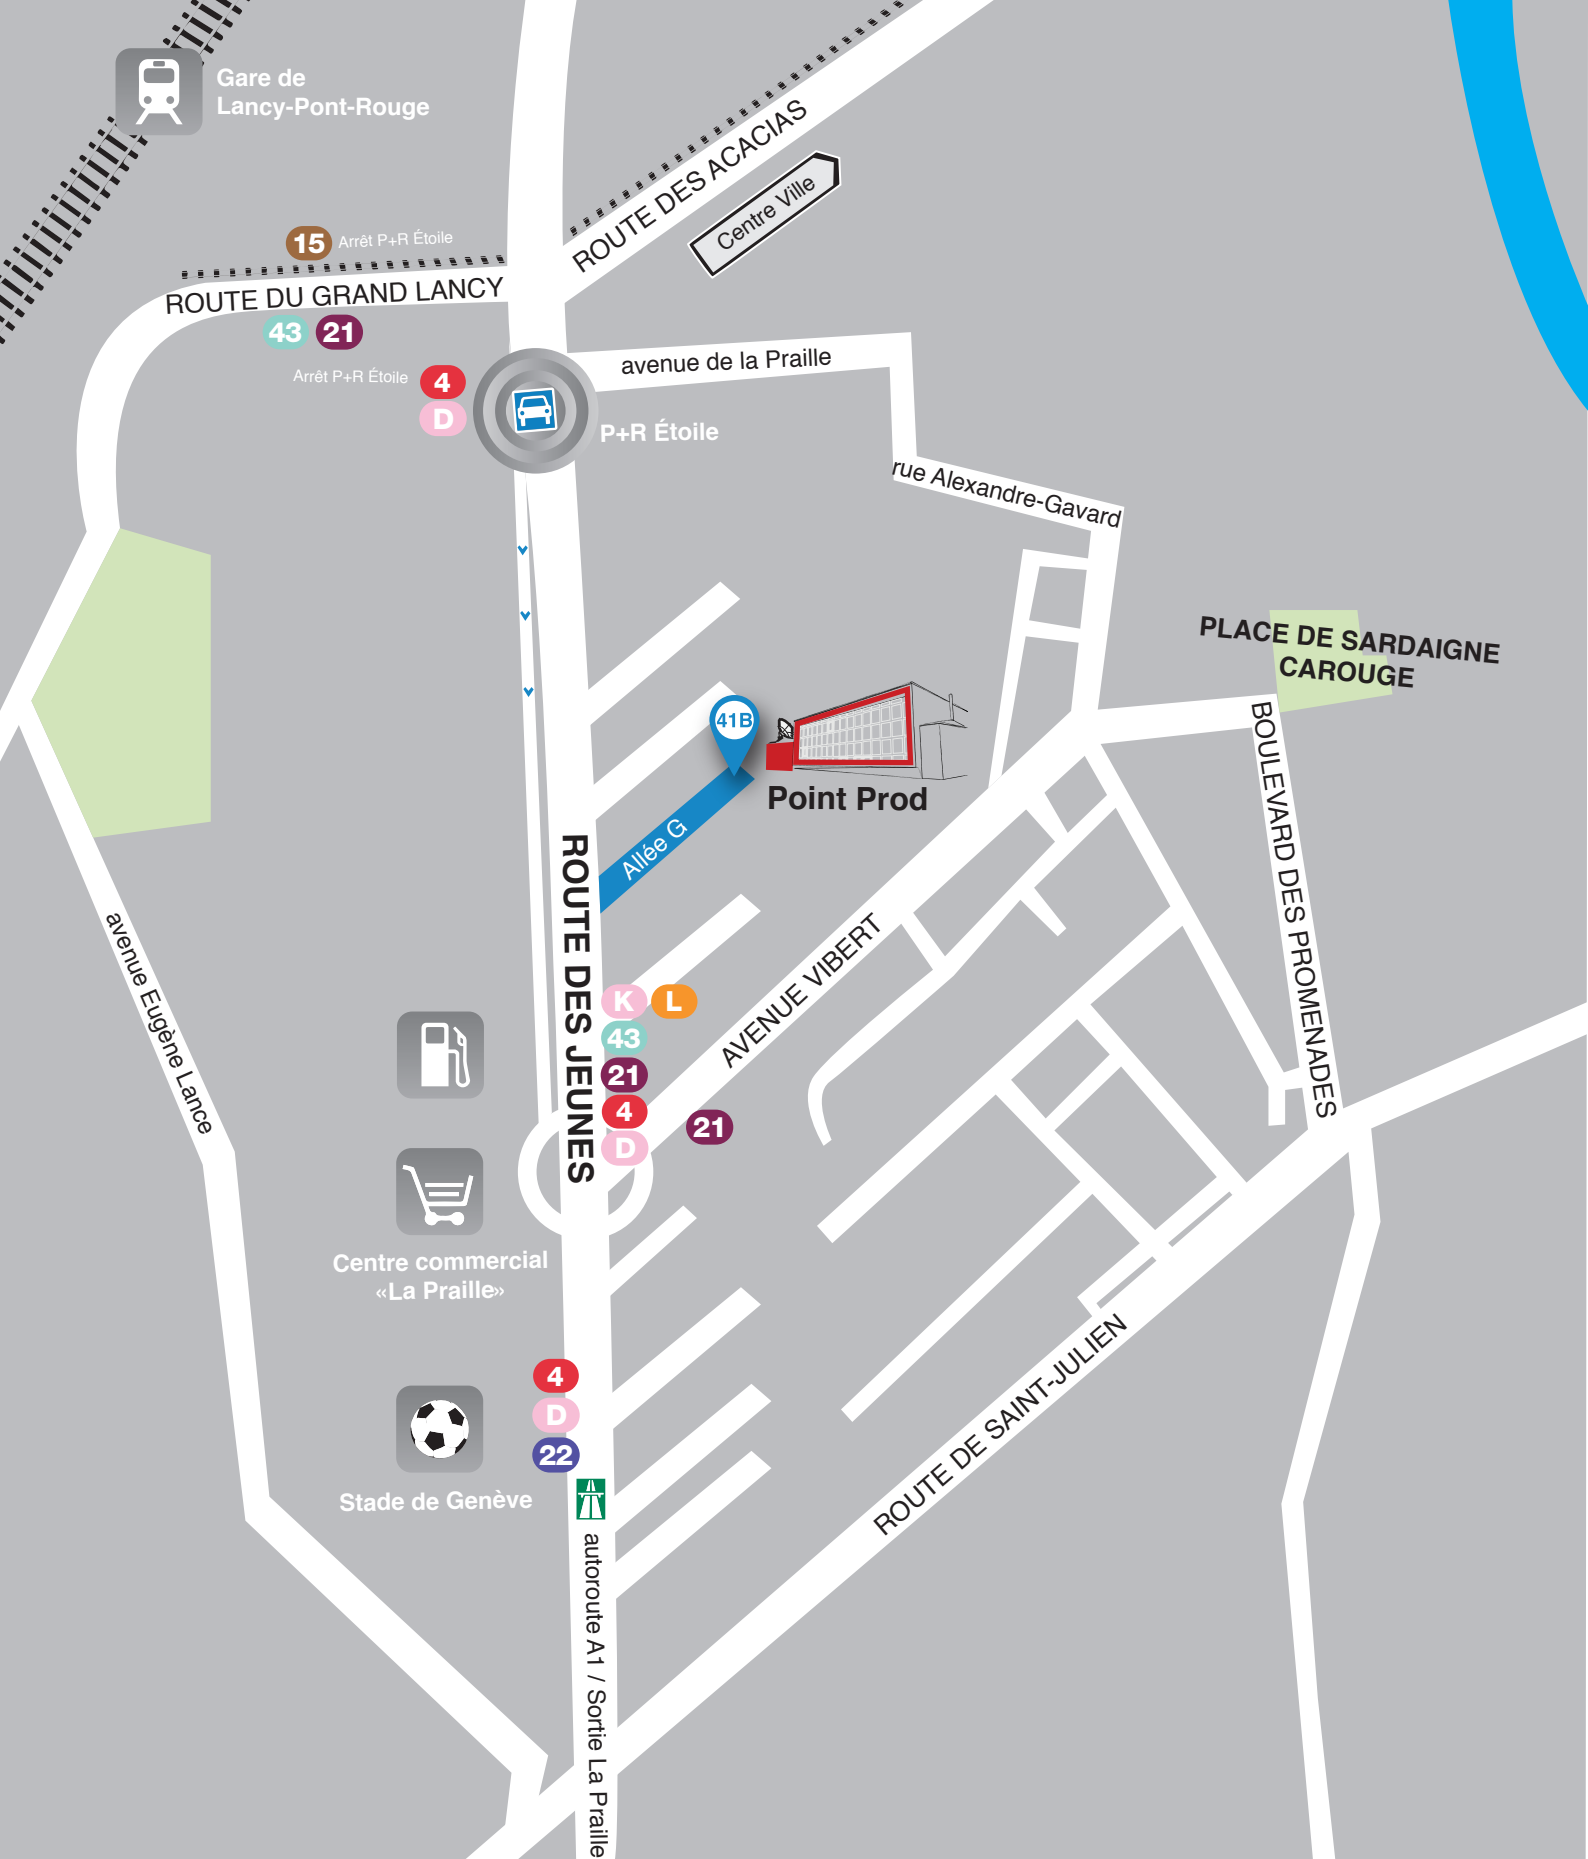 Gare de
Lancy-Pont-Rouge
ROUTE DES ACACIAS
Centre Ville
15 Arrêt P+R Étoile
ROUTE DU GRAND LANCY
43 21
avenue de la Praille
Arrêt P+R Étoile 4
D
P+R Étoile
rue Alexandre-Gavard
PLACE DE SARDAIGNE
CAROUGE
41B
Point Prod
Allée G
BOULEVARD DES PROMENADES
ROUTE DES JEUNES
avenue Eugène Lance
AVENUE VIBERT
K L
43
21
4
D
21
Centre commercial
«La Praille»
ROUTE DE SAINT-JULIEN
4
D
22
Stade de Genève
autoroute A1 / Sortie La Praille